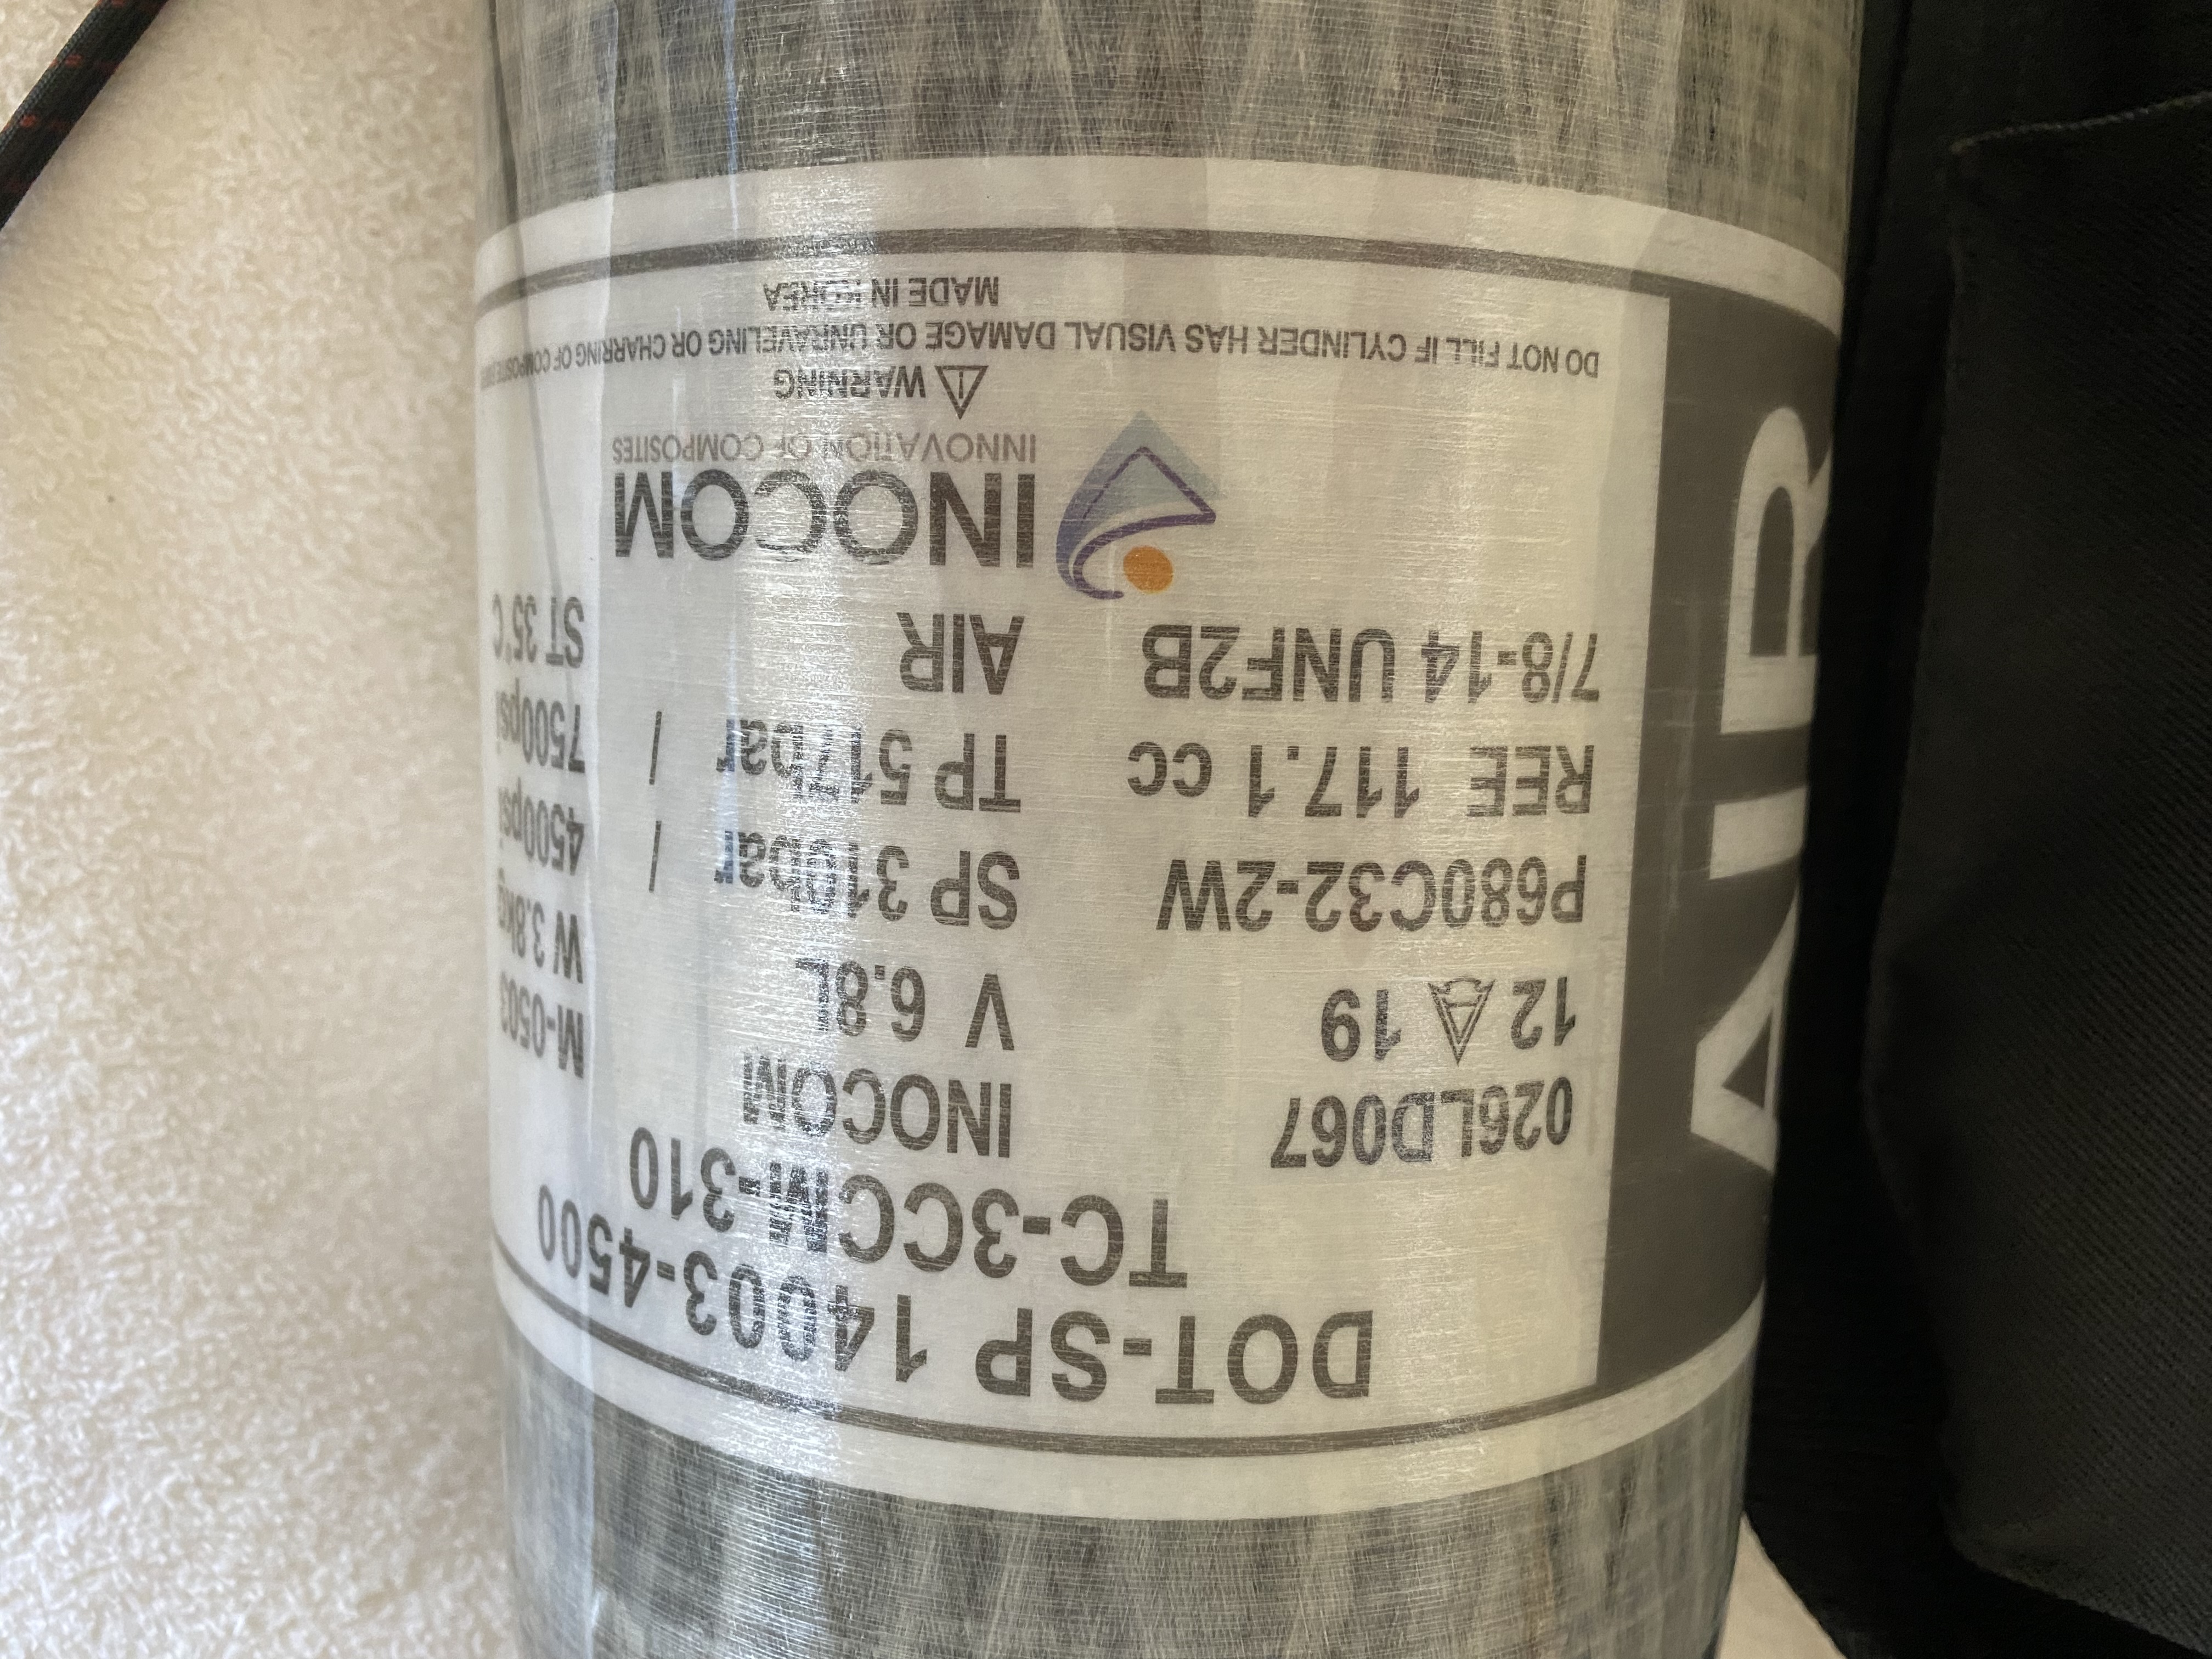 DOT-SP 14003-4500
TC-3CCM-310
026LD067 INOCOM M-0503
12 19 V 6.8L W 3.8kg
P680C32-2W SP 310bar / 4500psi
REE 117.1 cc TP 517bar / 7500psi
7/8-14 UNF2B AIR ST 35°C
INOCOM
INNOVATION OF COMPOSITES
WARNING
DO NOT FILL IF CYLINDER HAS VISUAL DAMAGE OR UNRAVELING OR CHARRING OF COMPOSITE
MADE IN KOREA
AIR